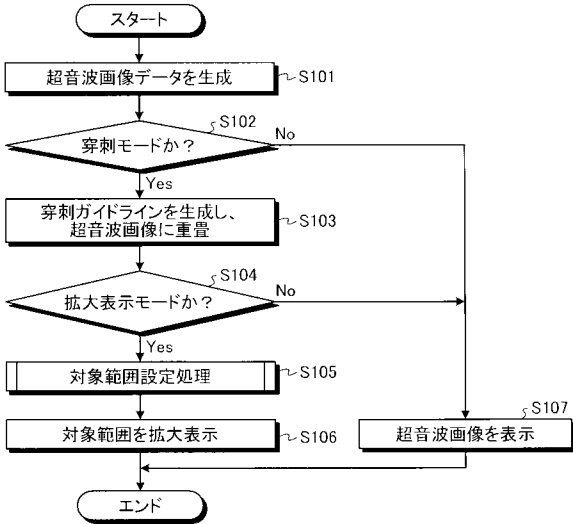 スタート
超音波画像データを生成
S101
S102
穿刺モードか？
No
Yes
穿刺ガイドラインを生成し、
超音波画像に重畳
S103
S104
拡大表示モードか？
No
Yes
対象範囲設定処理
S105
対象範囲を拡大表示
S106
S107
超音波画像を表示
エンド